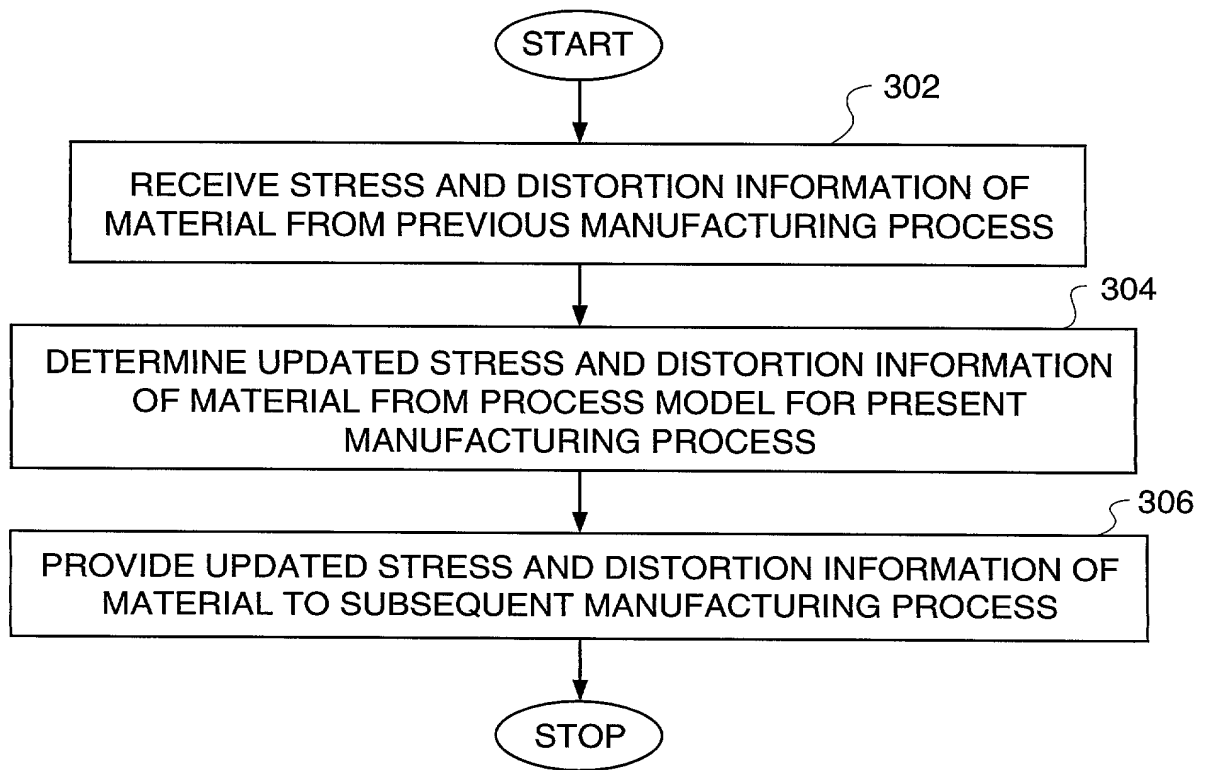 START
302
RECEIVE STRESS AND DISTORTION INFORMATION OF
MATERIAL FROM PREVIOUS MANUFACTURING PROCESS
304
DETERMINE UPDATED STRESS AND DISTORTION INFORMATION
OF MATERIAL FROM PROCESS MODEL FOR PRESENT
MANUFACTURING PROCESS
306
PROVIDE UPDATED STRESS AND DISTORTION INFORMATION OF
MATERIAL TO SUBSEQUENT MANUFACTURING PROCESS
STOP